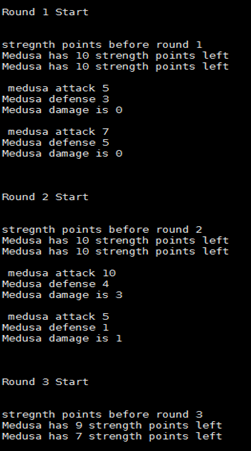 Round 1 Start
stregnth points before round 1
Medusa has 10 strength points left
Medusa has 10 strength points left
medusa attack 5
Medusa defense 3
Medusa damage is 0
medusa attack 7
Medusa defense 5
Medusa damage is 0
Round 2 Start
stregnth points before round 2
Medusa has 10 strength points left
Medusa has 10 strength points left
medusa attack 10
Medusa defense 4
Medusa damage is 3
medusa attack 5
Medusa defense 1
Medusa damage is 1
Round 3 Start
stregnth points before round 3
Medusa has 9 strength points left
Medusa has 7 strength points left